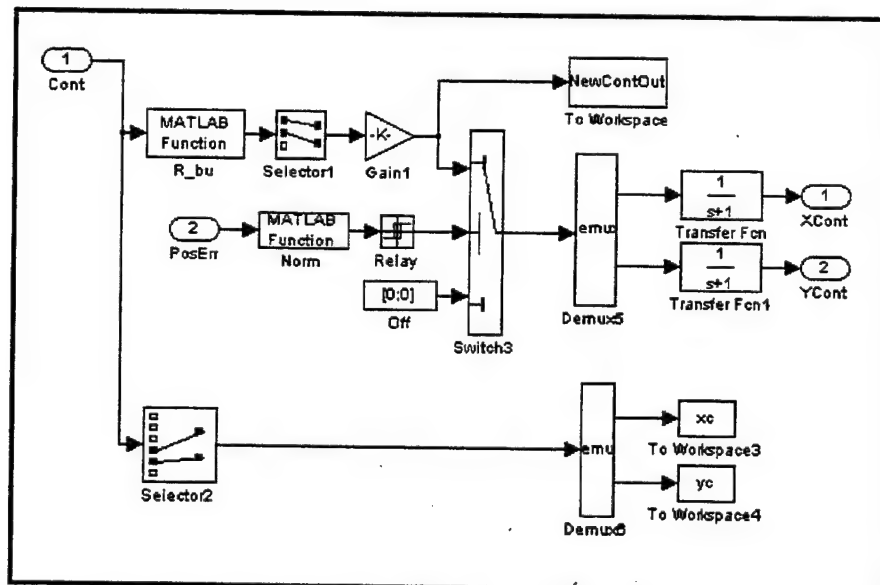 1
Cont
MATLAB
Function
R_bu
Selector1
-K-
Gain1
NewContOut
To Workspace
2
PosErr
MATLAB
Function
Norm
Relay
[0;0]
Off
Switch3
emux
Demux5
1
s+1
Transfer Fcn
1
XCont
1
s+1
Transfer Fcn1
2
YCont
Selector2
emu
Demux6
xc
To Workspace3
yc
To Workspace4